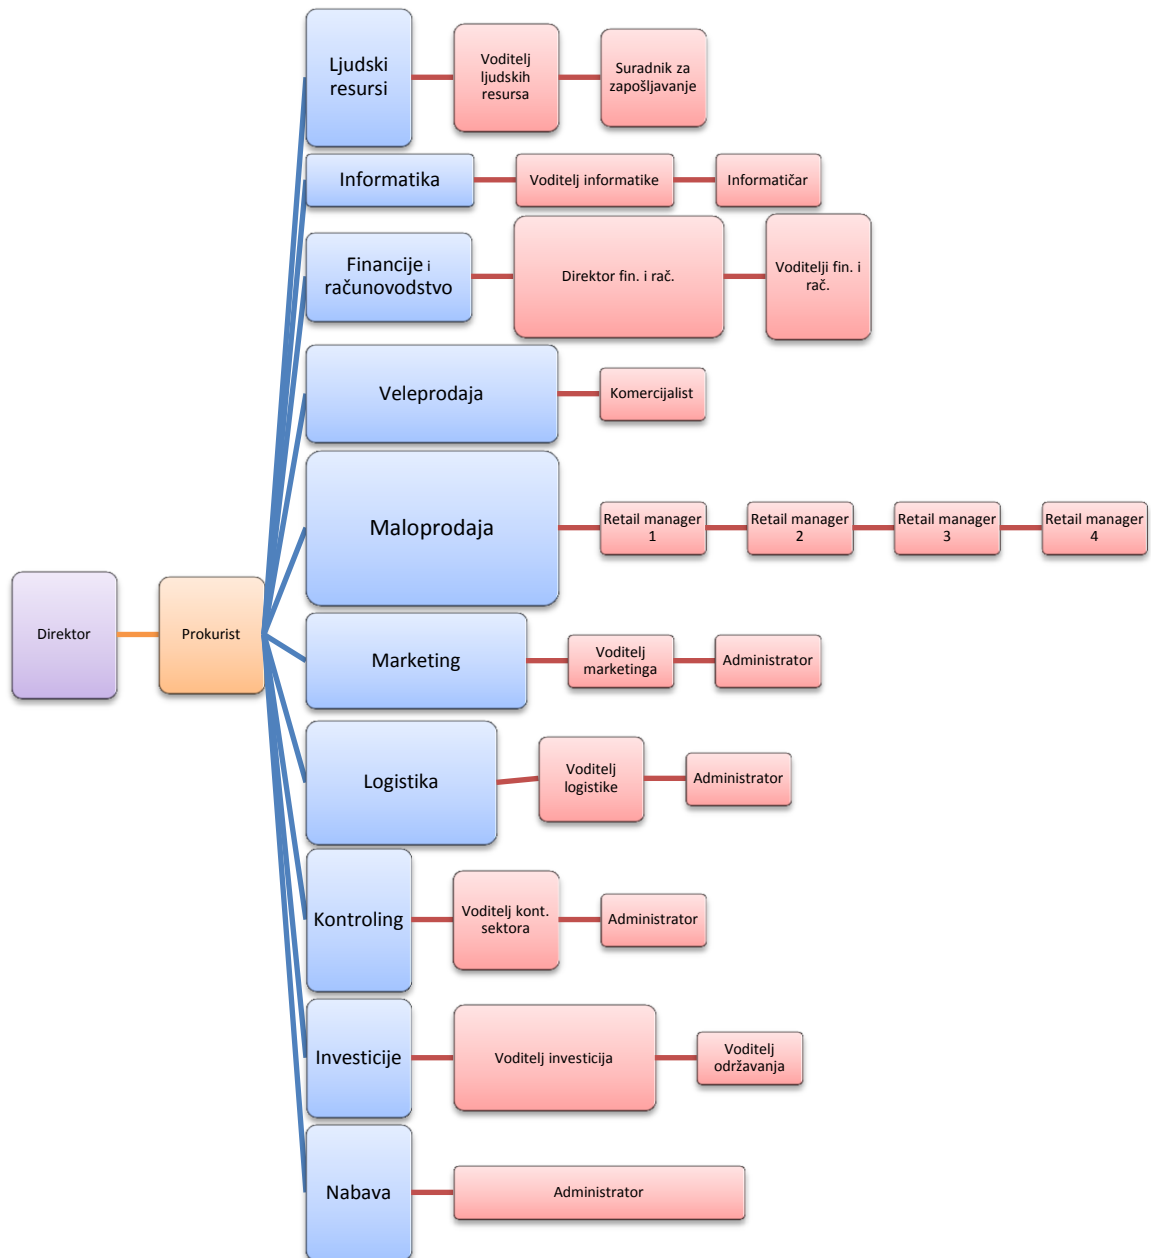 Ljudski
resursi
Voditelj
ljudskih
resursa
Suradnik za
zapošljavanje
Informatika
Voditelj informatike
Informatičar
Financije i
računovodstvo
Direktor fin. i rač.
Voditelji fin. i
rač.
Veleprodaja
Komercijalist
Maloprodaja
Retail manager
1
Retail manager
2
Retail manager
3
Retail manager
4
Direktor
Prokurist
Marketing
Voditelj
marketinga
Administrator
Logistika
Voditelj
logistike
Administrator
Kontroling
Voditelj kont.
sektora
Administrator
Investicije
Voditelj investicija
Voditelj
održavanja
Nabava
Administrator